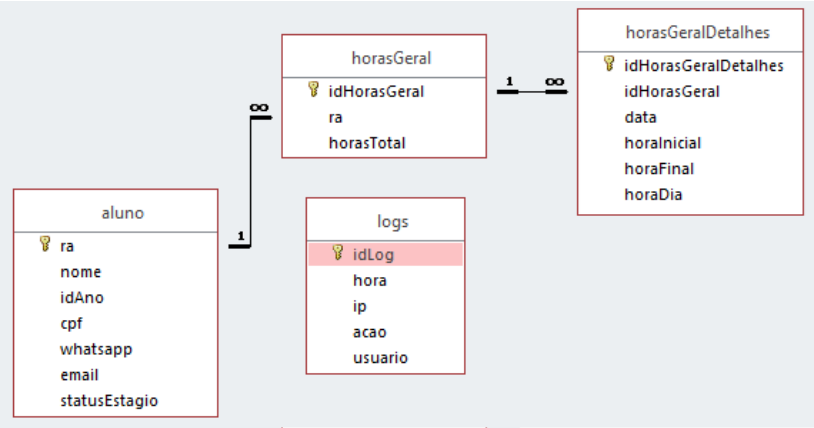 horasGeralDetalhes
idHorasGeralDetalhes
idHorasGeral
data
horaInicial
horaFinal
horaDia
horasGeral
idHorasGeral
ra
horasTotal
1 ∞
∞
1
aluno
ra
nome
idAno
cpf
whatsapp
email
statusEstagio
logs
idLog
hora
ip
acao
usuario